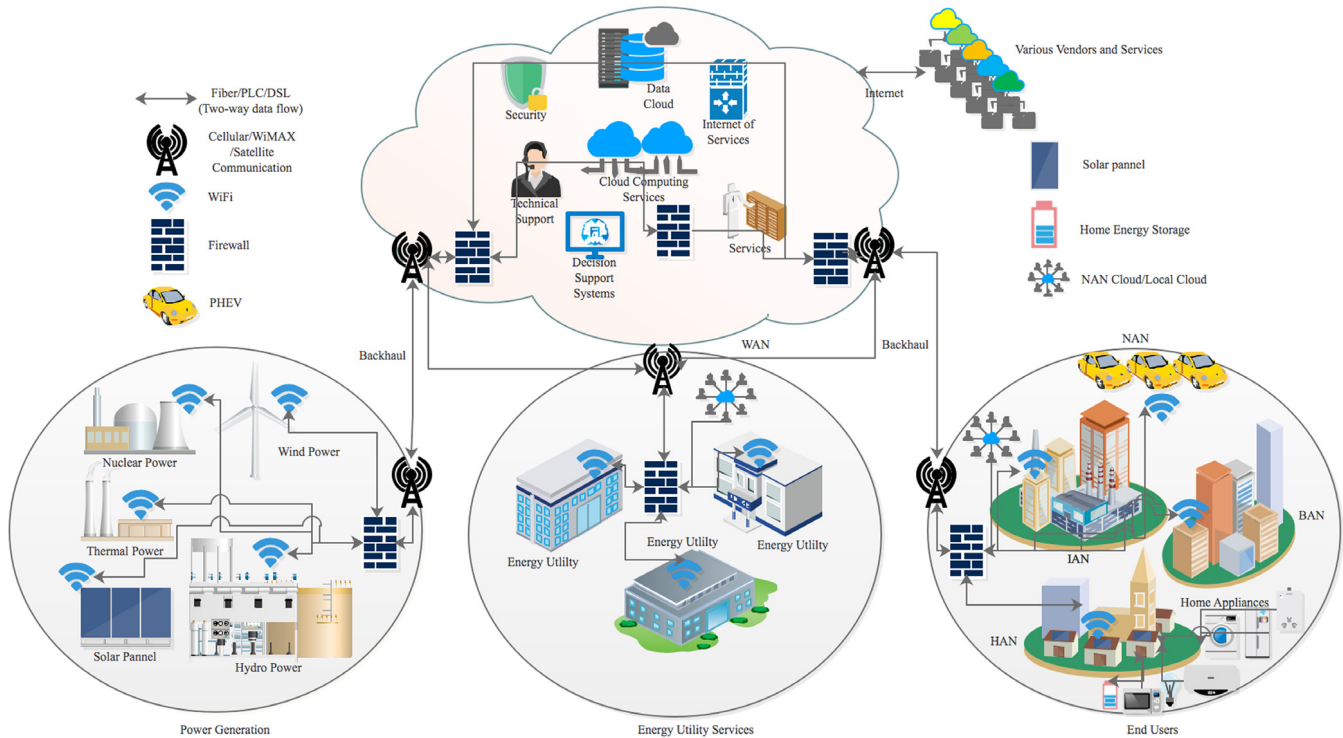 Fiber/PLC/DSL
(Two-way data flow)
Cellular/WiMAX
/Satellite
Communication
WiFi
Firewall
PHEV
Security
Data
Cloud
Internet of
Services
Cloud Computing
Services
Technical
Support
Decision
Support
Systems
Services
Internet
Various Vendors and Services
Solar pannel
Home Energy Storage
NAN Cloud/Local Cloud
Backhaul
WAN
Backhaul
NAN
Nuclear Power
Wind Power
Thermal Power
Solar Pannel
Hydro Power
Energy Utlilty
Energy Utlilty
Energy Utlilty
BAN
IAN
HAN
Home Appliances
Power Generation
Energy Utility Services
End Users